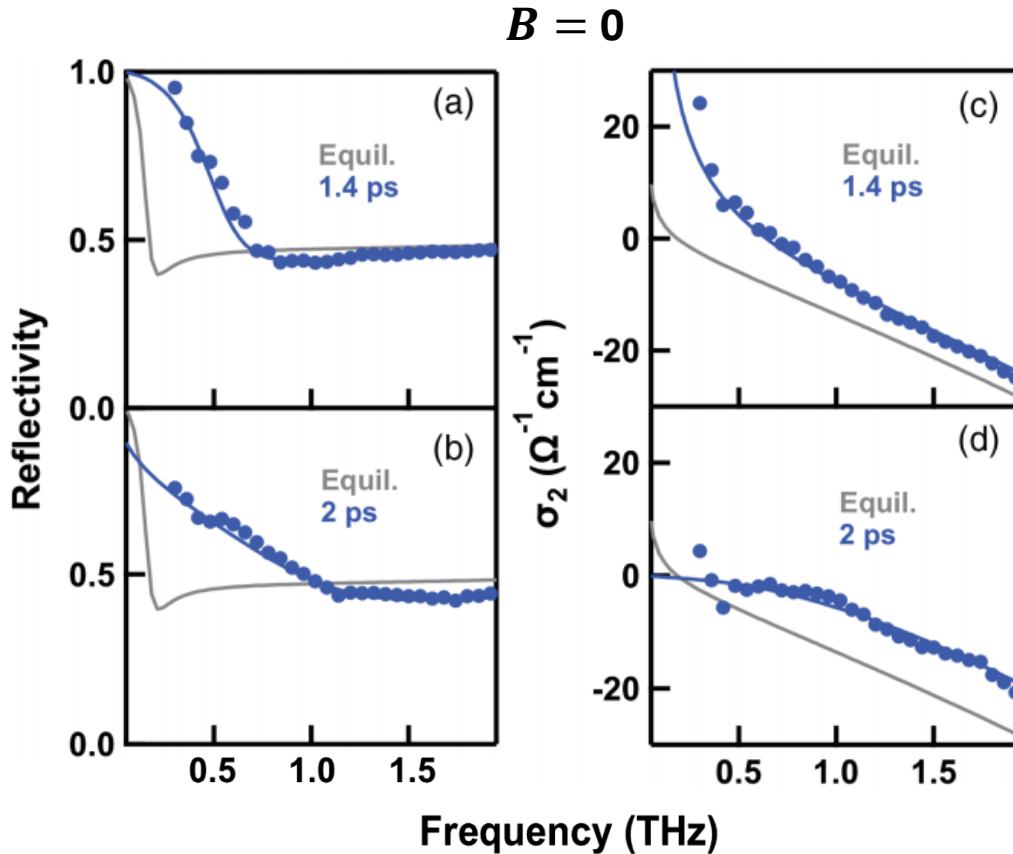 B = 0
1.0
(a)
Equil.
1.4 ps
0.5
0.0
(b)
Equil.
2 ps
0.5
0.0
0.5
1.0
1.5
Reflectivity
20
(c)
Equil.
1.4 ps
0
-20
20
(d)
Equil.
2 ps
0
-20
0.5
1.0
1.5
σ₂ (Ω⁻¹ cm⁻¹)
Frequency (THz)